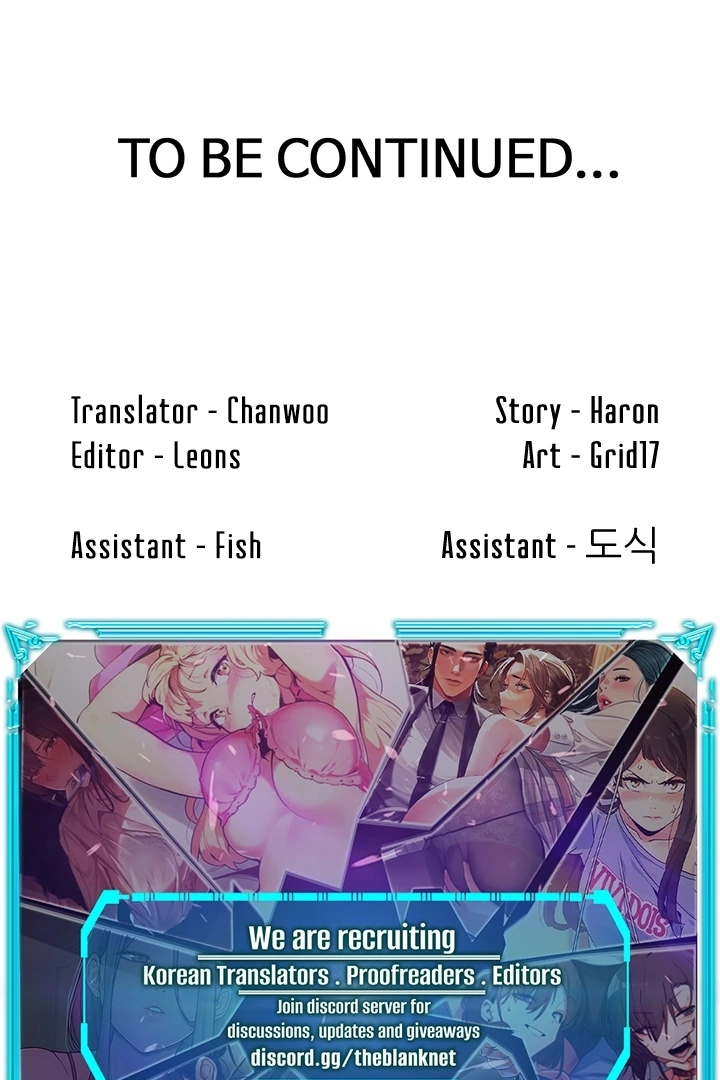 TO BE CONTINUED...
Translator - Chanwoo
Editor - Leons
Assistant - Fish
Story - Haron
Art - Grid17
Assistant - 도식
VIVIDOIS
We are recruiting
Korean Translators . Proofreaders . Editors
Join discord server for
discussions, updates and giveaways
discord.gg/theblanknet